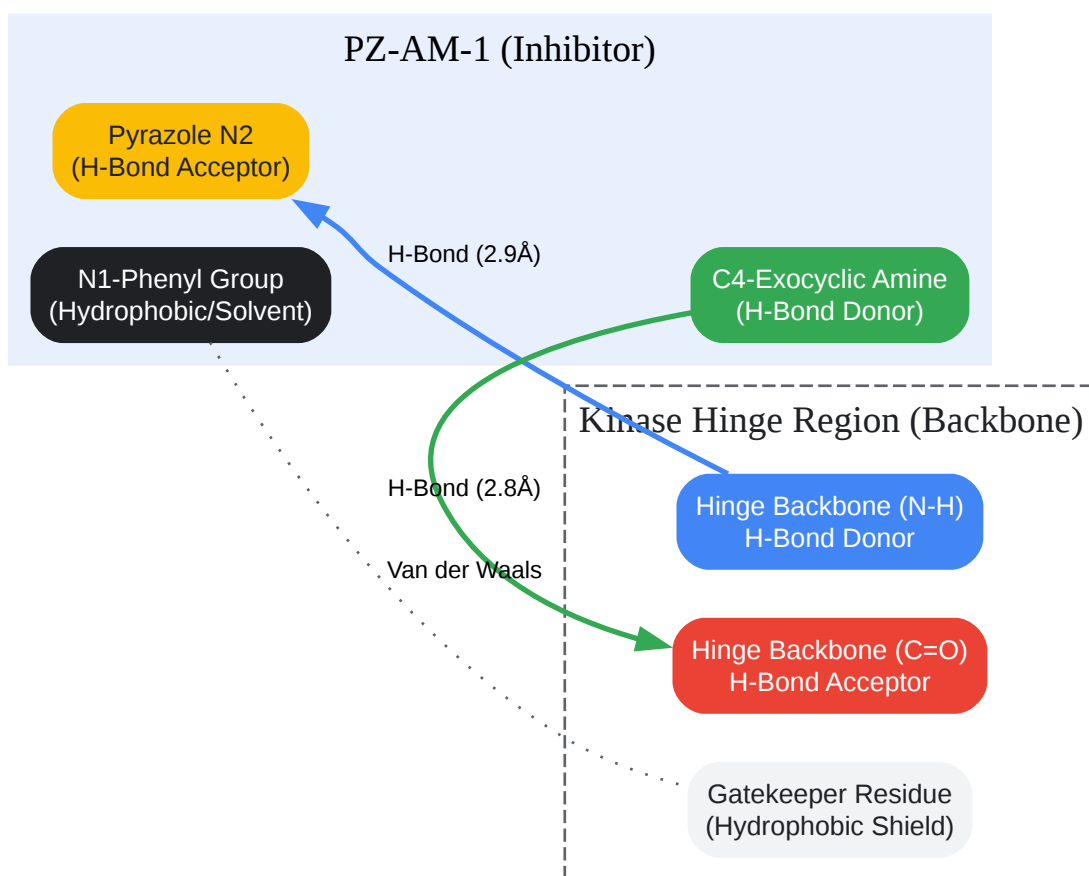 PZ-AM-1 (Inhibitor)
Pyrazole N2
(H-Bond Acceptor)
H-Bond (2.9Å)
N1-Phenyl Group
(Hydrophobic/Solvent)
C4-Exocyclic Amine
(H-Bond Donor)
Kinase Hinge Region (Backbone)
H-Bond (2.8Å)
Hinge Backbone (N-H)
H-Bond Donor
Van der Waals
Hinge Backbone (C=O)
H-Bond Acceptor
Gatekeeper Residue
(Hydrophobic Shield)